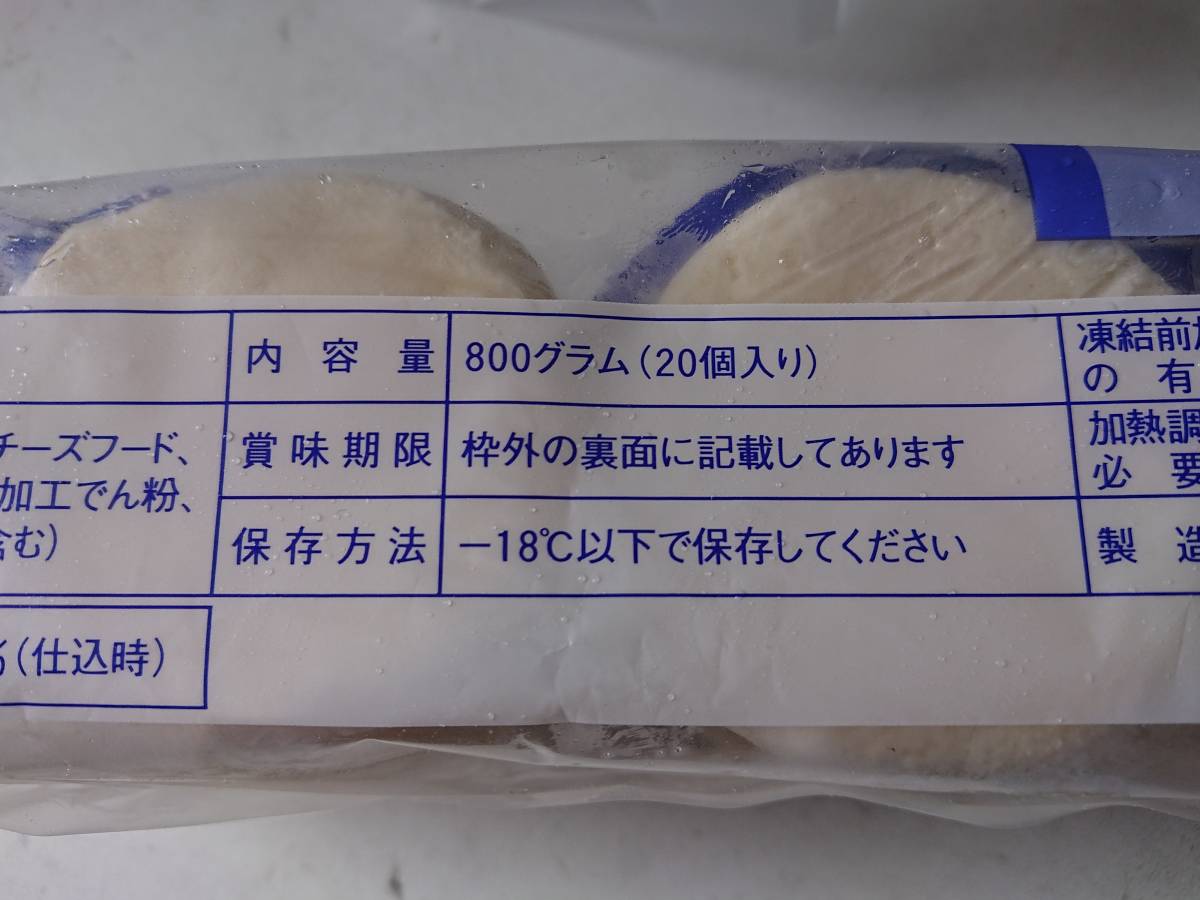 チーズフード、
加工でん粉、
含む)
%(仕込時)
内容量 800グラム(20個入り)
賞味期限 枠外の裏面に記載してあります
保存方法 −18℃以下で保存してください
凍結前加
の有
加熱調
必要
製造